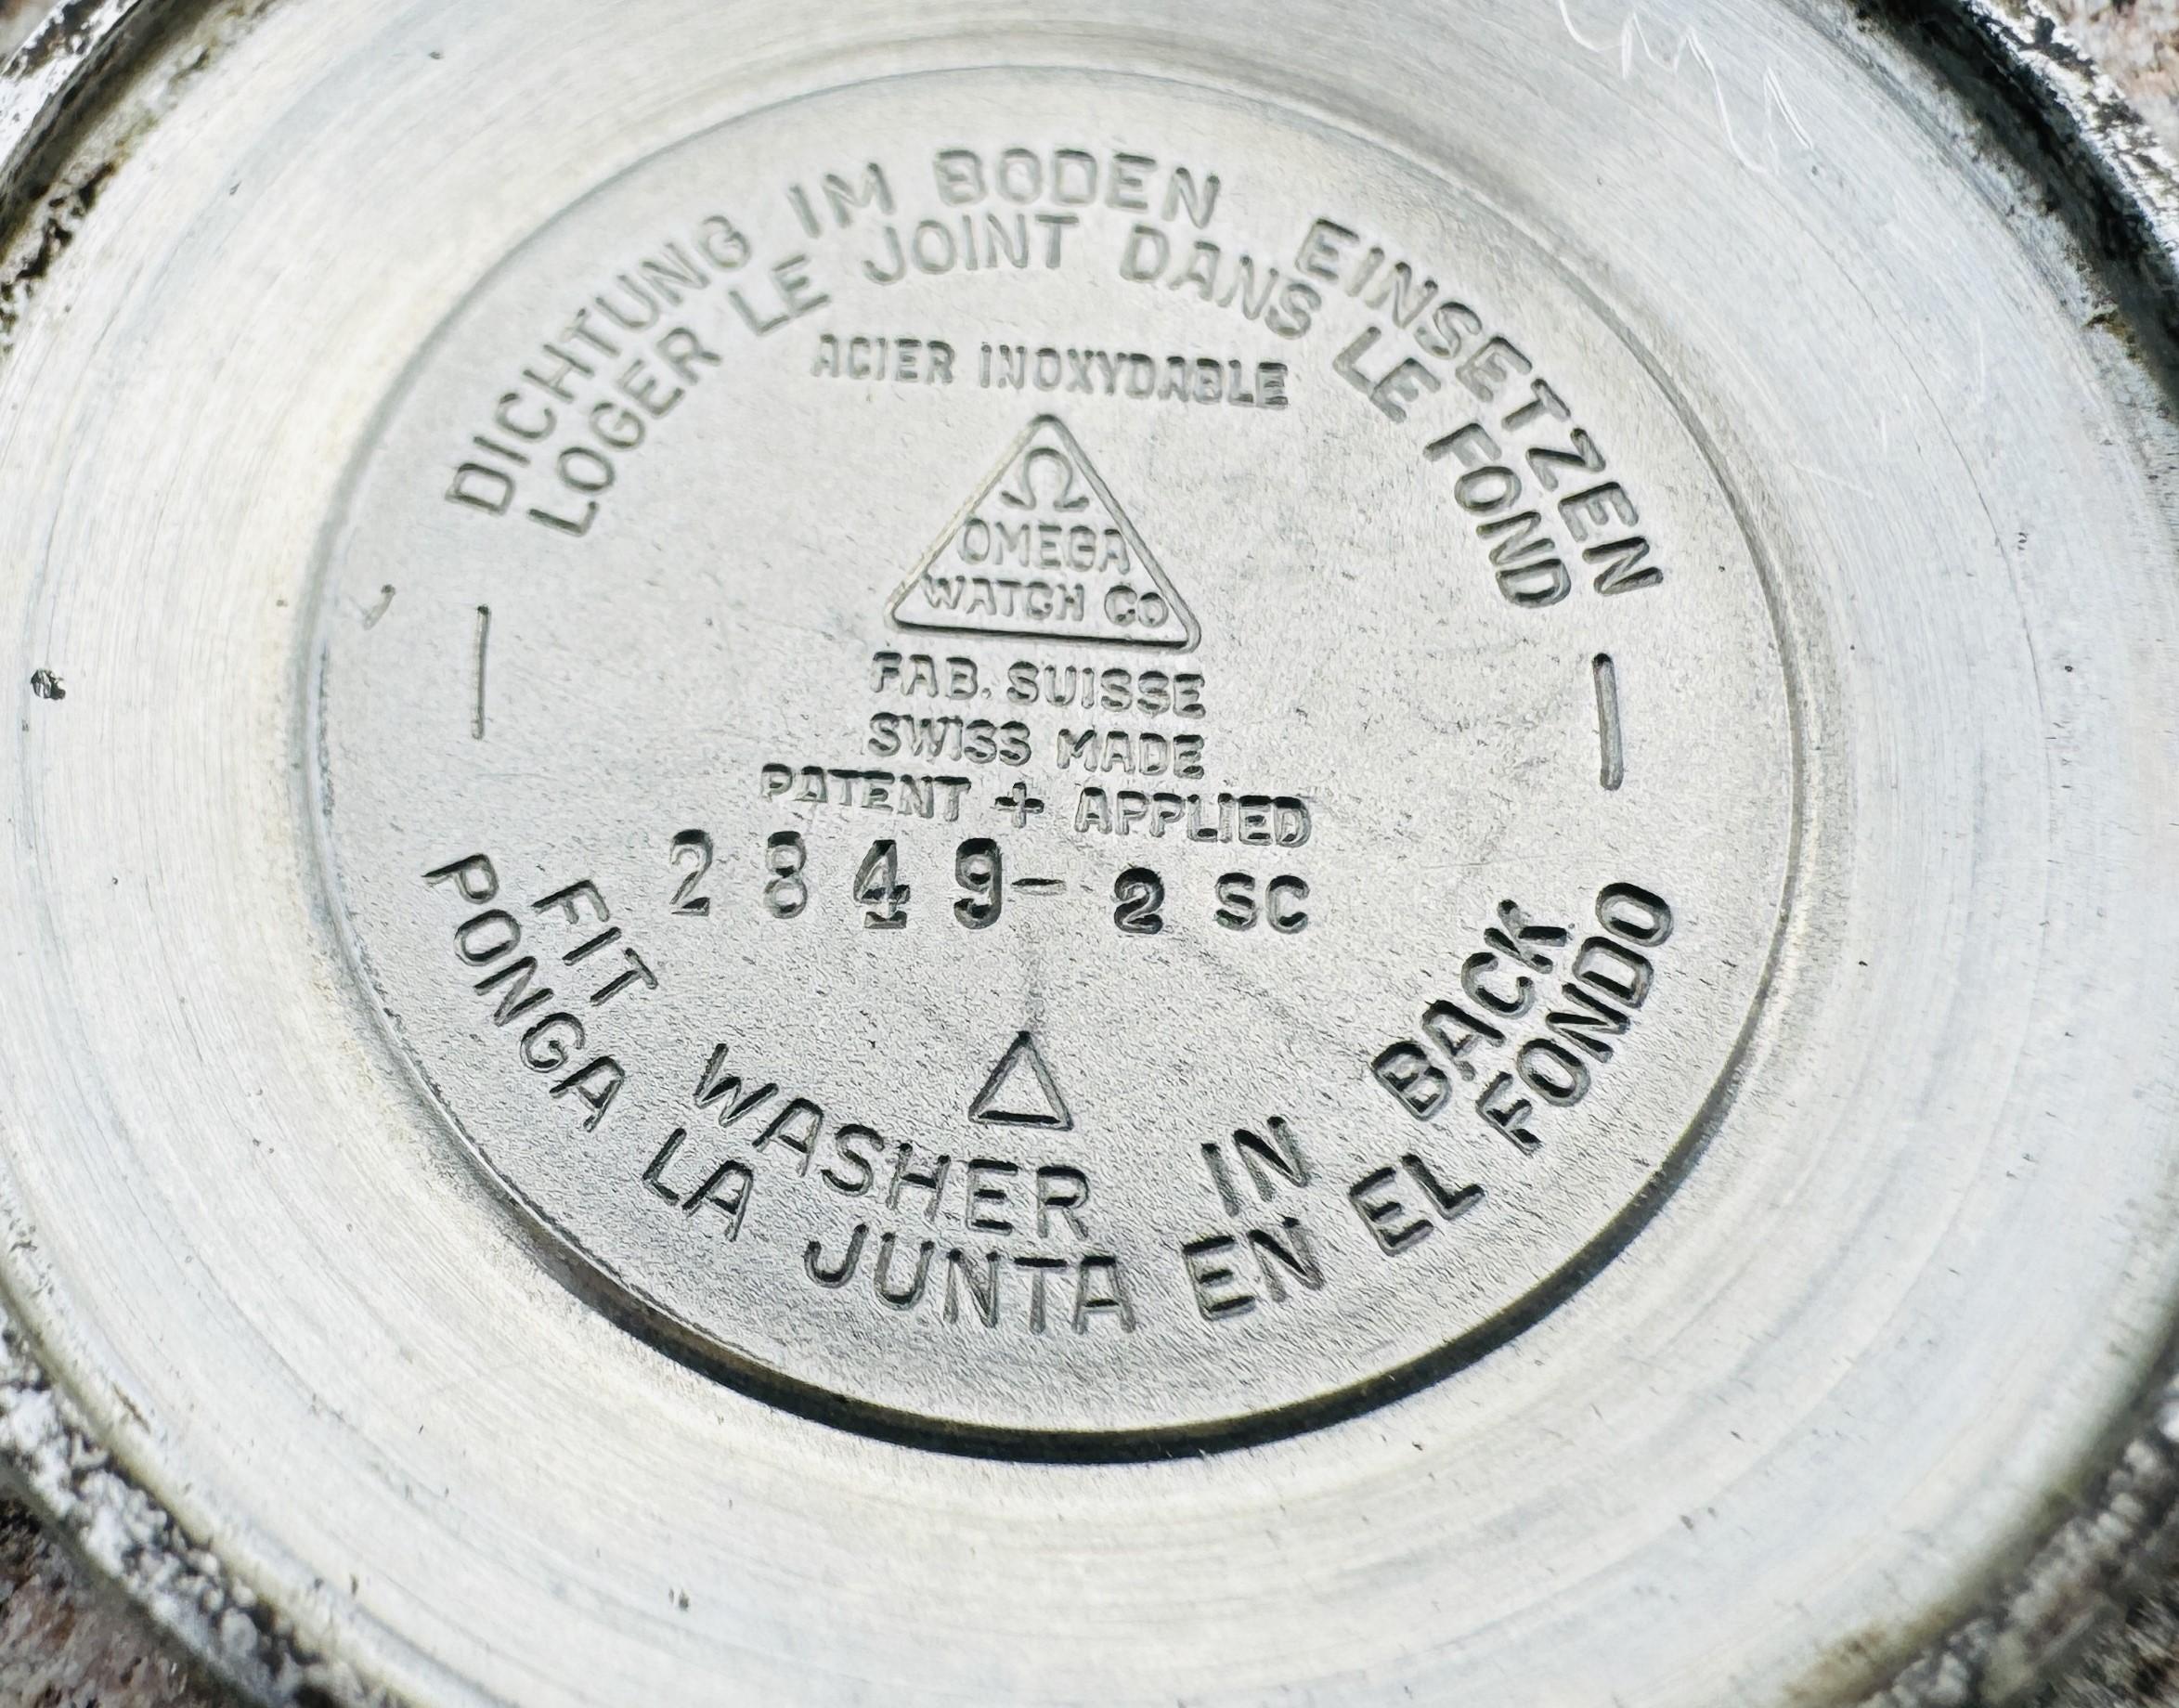 DICHTUNG IM BODEN EINSETZEN
LOGER LE JOINT DANS LE FOND
ACIER INOXYDABLE
Ω
OMEGA
WATCH Co
FAB. SUISSE
SWISS MADE
PATENT + APPLIED
2849-2 SC
FIT WASHER IN BACK
PONGA LA JUNTA EN EL FONDO